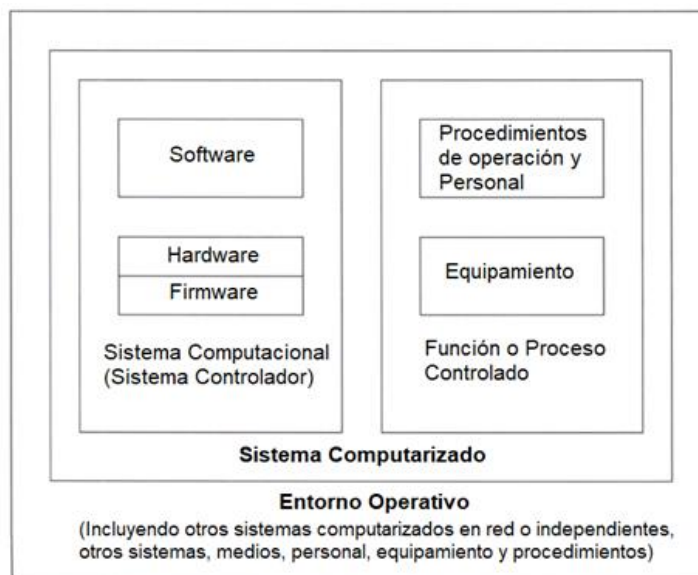 Software
Hardware
Firmware
Sistema Computacional
(Sistema Controlador)
Procedimientos
de operación y
Personal
Equipamiento
Función o Proceso
Controlado
Sistema Computarizado
Entorno Operativo
(Incluyendo otros sistemas computarizados en red o independientes,
otros sistemas, medios, personal, equipamiento y procedimientos)